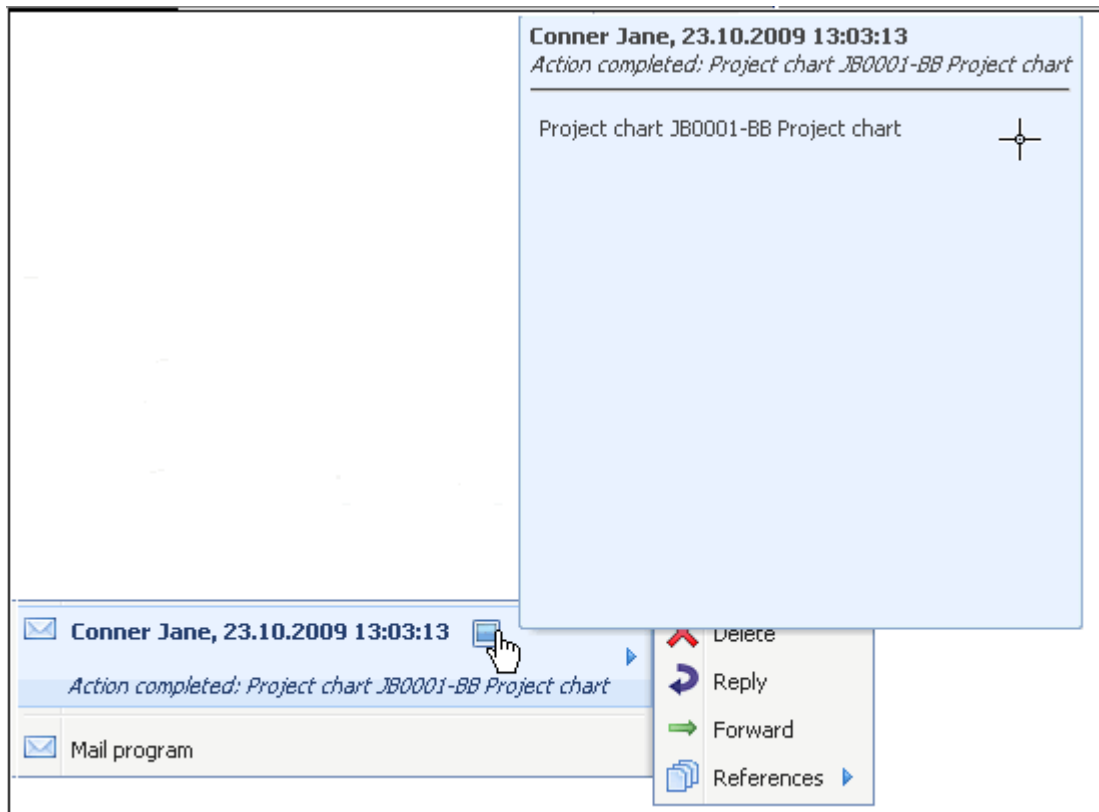 Conner Jane, 23.10.2009 13:03:13
Action completed: Project chart JB0001-BB Project chart
Project chart JB0001-BB Project chart
Conner Jane, 23.10.2009 13:03:13
Action completed: Project chart JB0001-BB Project chart
Mail program
Delete
Reply
Forward
References